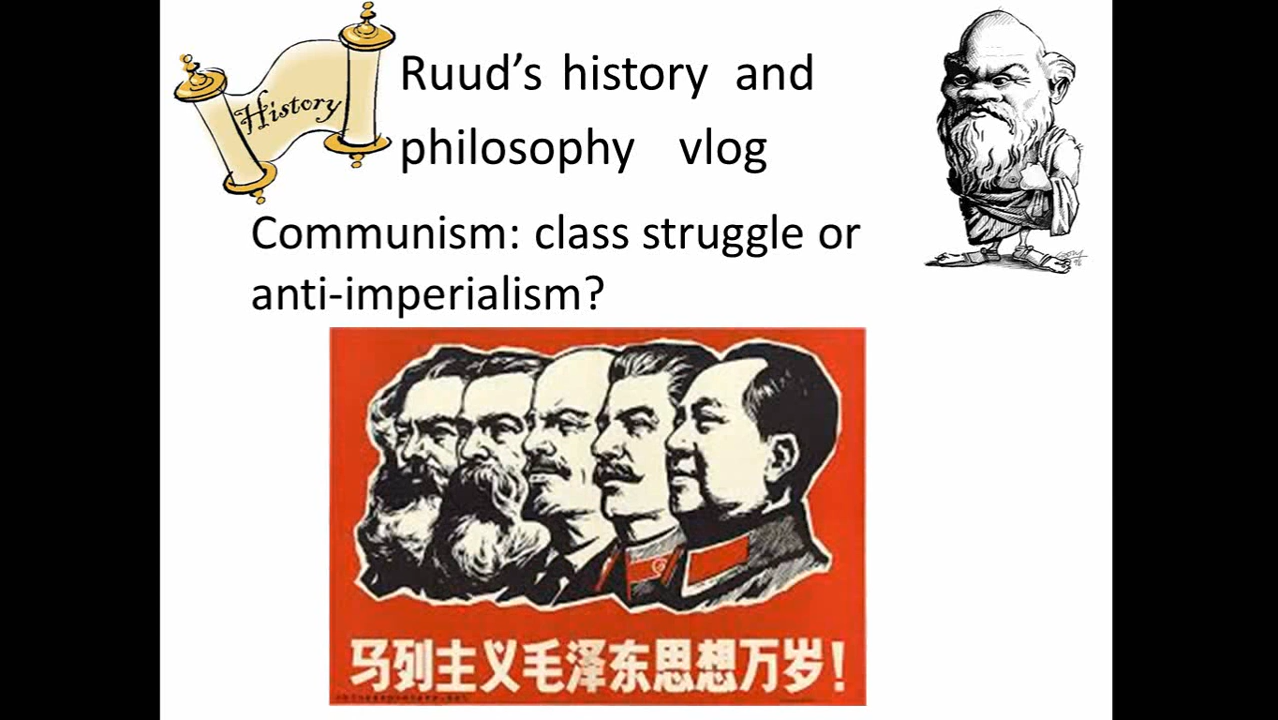 History
Ruud's history and
philosophy vlog
Communism: class struggle or
anti-imperialism?
马列主义毛泽东思想万岁!